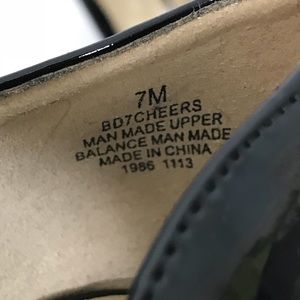 7M
BD7CHEERS
MAN MADE UPPER
BALANCE MAN MADE
MADE IN CHINA
1986 1113